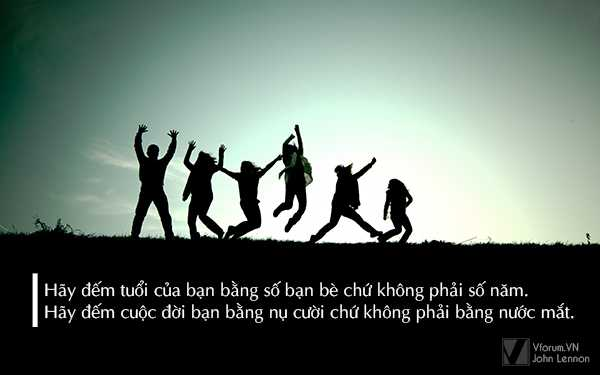 Hãy đếm tuổi của bạn bằng số bạn bè chứ không phải số năm.
Hãy đếm cuộc đời bạn bằng nụ cười chứ không phải bằng nước mắt.
Vforum.VN
John Lennon